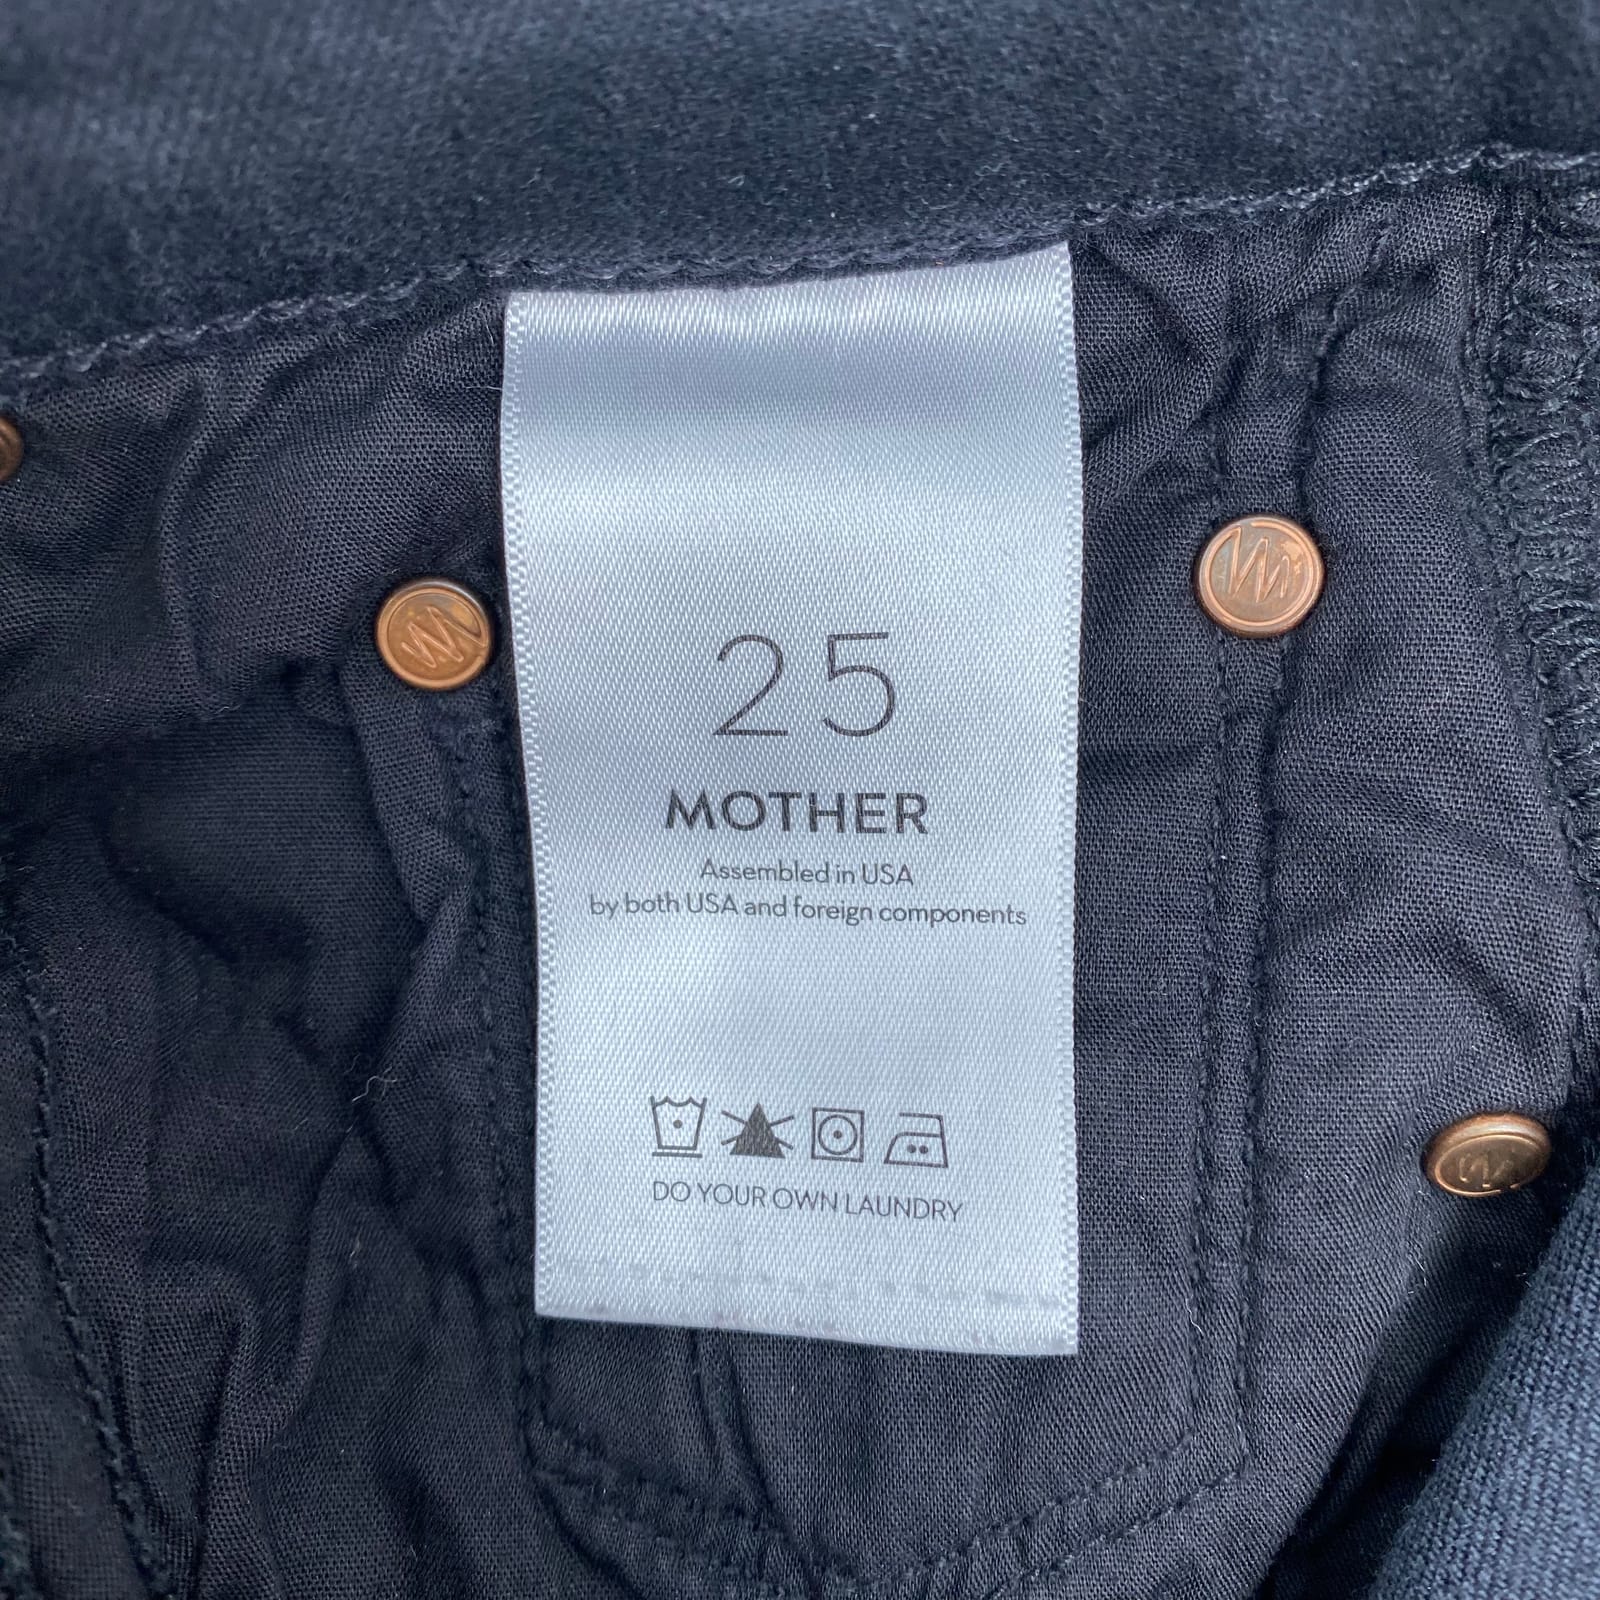 25
MOTHER
Assembled in USA
by both USA and foreign components
DO YOUR OWN LAUNDRY